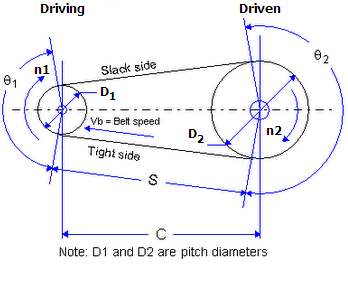 Driving
Driven
θ1
n1
Slack side
D1
θ2
Vb = Belt speed
D2
n2
Tight side
S
C
Note: D1 and D2 are pitch diameters